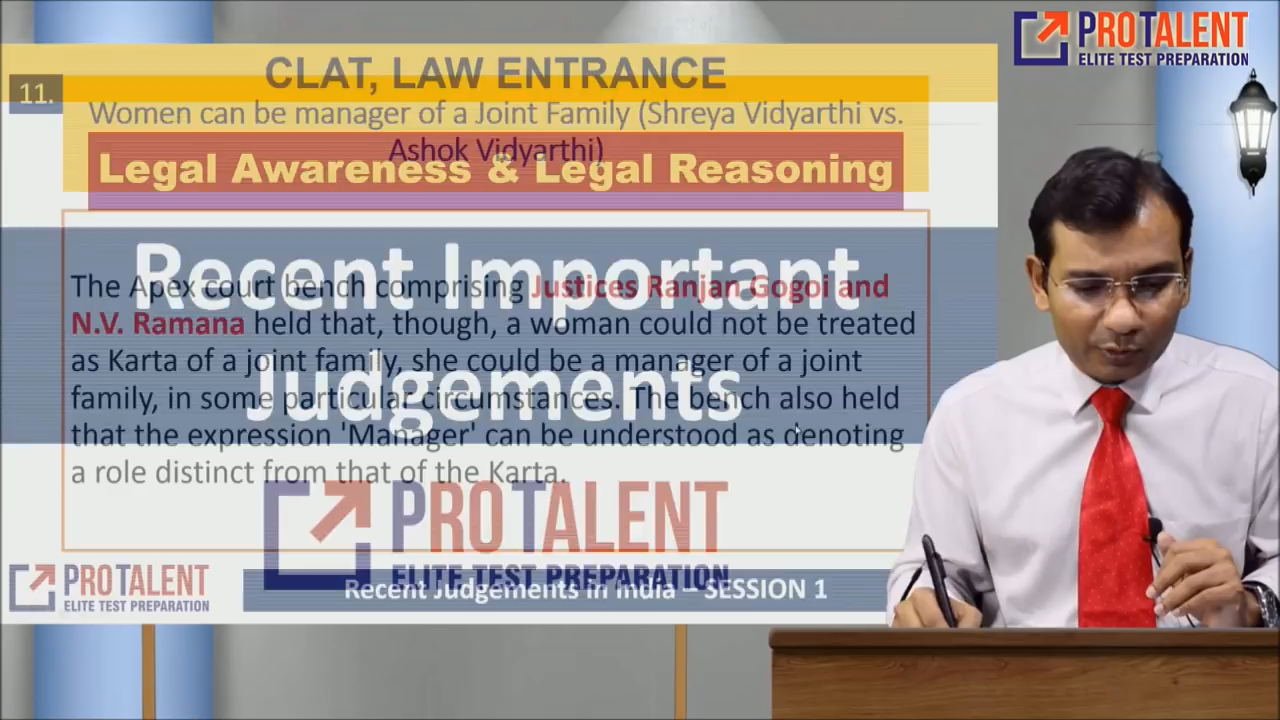 PROTALENT
ELITE TEST PREPARATION
CLAT, LAW ENTRANCE
11.
Women can be manager of a Joint Family (Shreya Vidyarthi vs.
Ashok Vidyarthi)
Legal Awareness & Legal Reasoning
Recent Important
Judgements
The Apex court bench comprising Justices Ranjan Gogoi and
N.V. Ramana held that, though, a woman could not be treated
as Karta of a joint family, she could be a manager of a joint
family, in some particular circumstances. The bench also held
that the expression 'Manager' can be understood as denoting
a role distinct from that of the Karta.
PROTALENT
ELITE TEST PREPARATION
PROTALENT
ELITE TEST PREPARATION
Recent Judgements in India – SESSION 1